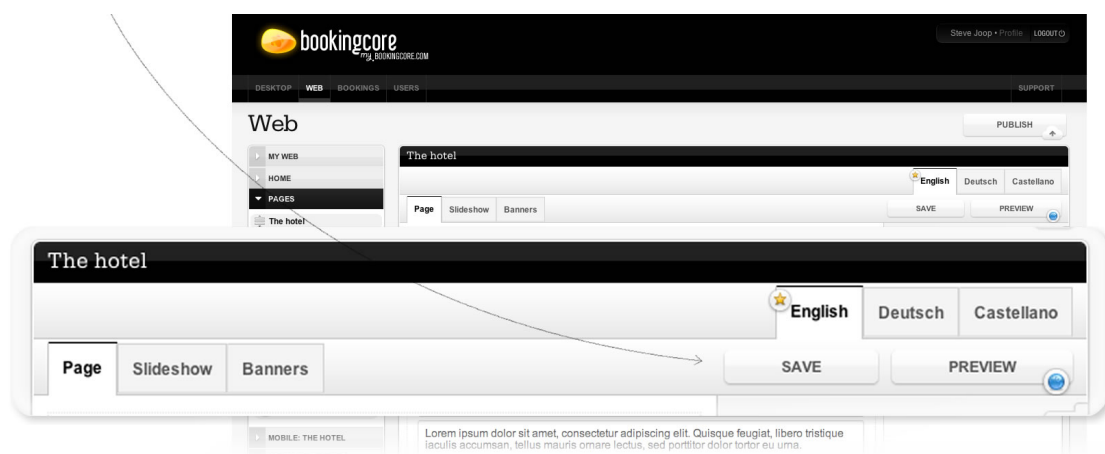 bookingcore
my.BOOKINGCORE.COM
Steve Joop • Profile LOGOUT
DESKTOP WEB BOOKINGS USERS SUPPORT
Web
PUBLISH
MY WEB
HOME
PAGES
The hotel
The hotel
English Deutsch Castellano
Page Slideshow Banners
SAVE PREVIEW
The hotel
English Deutsch Castellano
Page Slideshow Banners
SAVE PREVIEW
MOBILE: THE HOTEL
Lorem ipsum dolor sit amet, consectetur adipiscing elit. Quisque feugiat, libero tristique
iaculis accumsan, tellus mauris ornare lectus, sed porttitor dolor tortor eu urna.